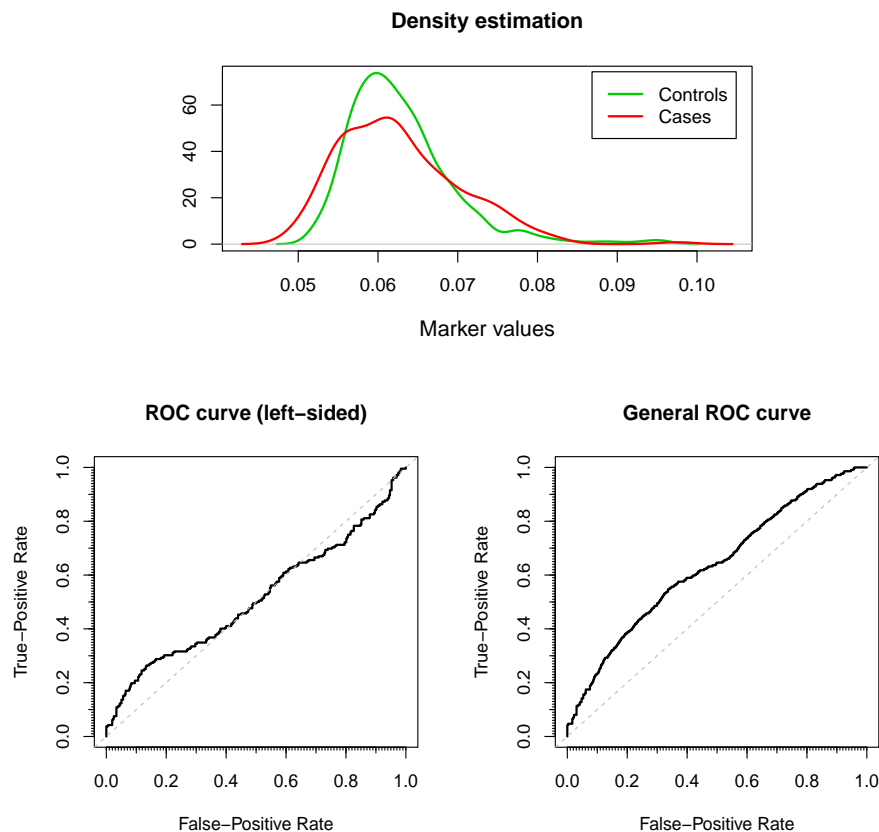 Density estimation
Controls
Cases
0 20 40 60
0.05 0.06 0.07 0.08 0.09 0.10
Marker values
ROC curve (left−sided)
True−Positive Rate
0.0 0.2 0.4 0.6 0.8 1.0
0.0 0.2 0.4 0.6 0.8 1.0
False−Positive Rate
General ROC curve
True−Positive Rate
0.0 0.2 0.4 0.6 0.8 1.0
0.0 0.2 0.4 0.6 0.8 1.0
False−Positive Rate